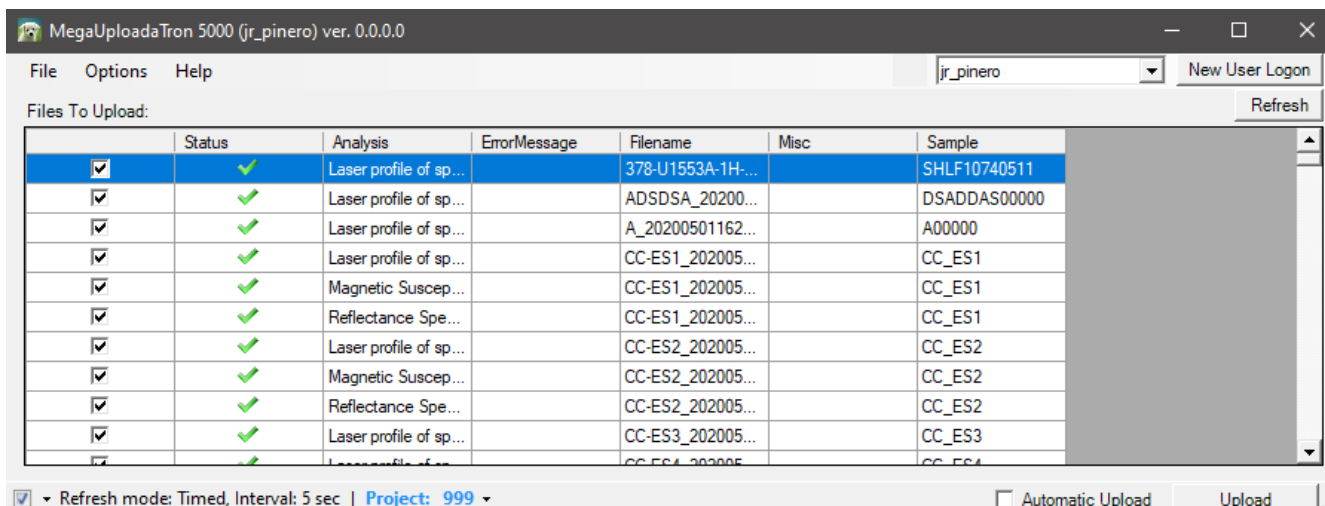 MegaUploadaTron 5000 (jr_pinero) ver. 0.0.0.0
File Options Help jr_pinero New User Logon
Files To Upload: Refresh
Status Analysis ErrorMessage Filename Misc Sample
Laser profile of sp... 378-U1553A-1H-... SHLF10740511
Laser profile of sp... ADSDSA_20200... DSADDAS00000
Laser profile of sp... A_20200501162... A00000
Laser profile of sp... CC-ES1_202005... CC_ES1
Magnetic Suscep... CC-ES1_202005... CC_ES1
Reflectance Spe... CC-ES1_202005... CC_ES1
Laser profile of sp... CC-ES2_202005... CC_ES2
Magnetic Suscep... CC-ES2_202005... CC_ES2
Reflectance Spe... CC-ES2_202005... CC_ES2
Laser profile of sp... CC-ES3_202005... CC_ES3
Refresh mode: Timed, Interval: 5 sec | Project: 999 Automatic Upload Upload